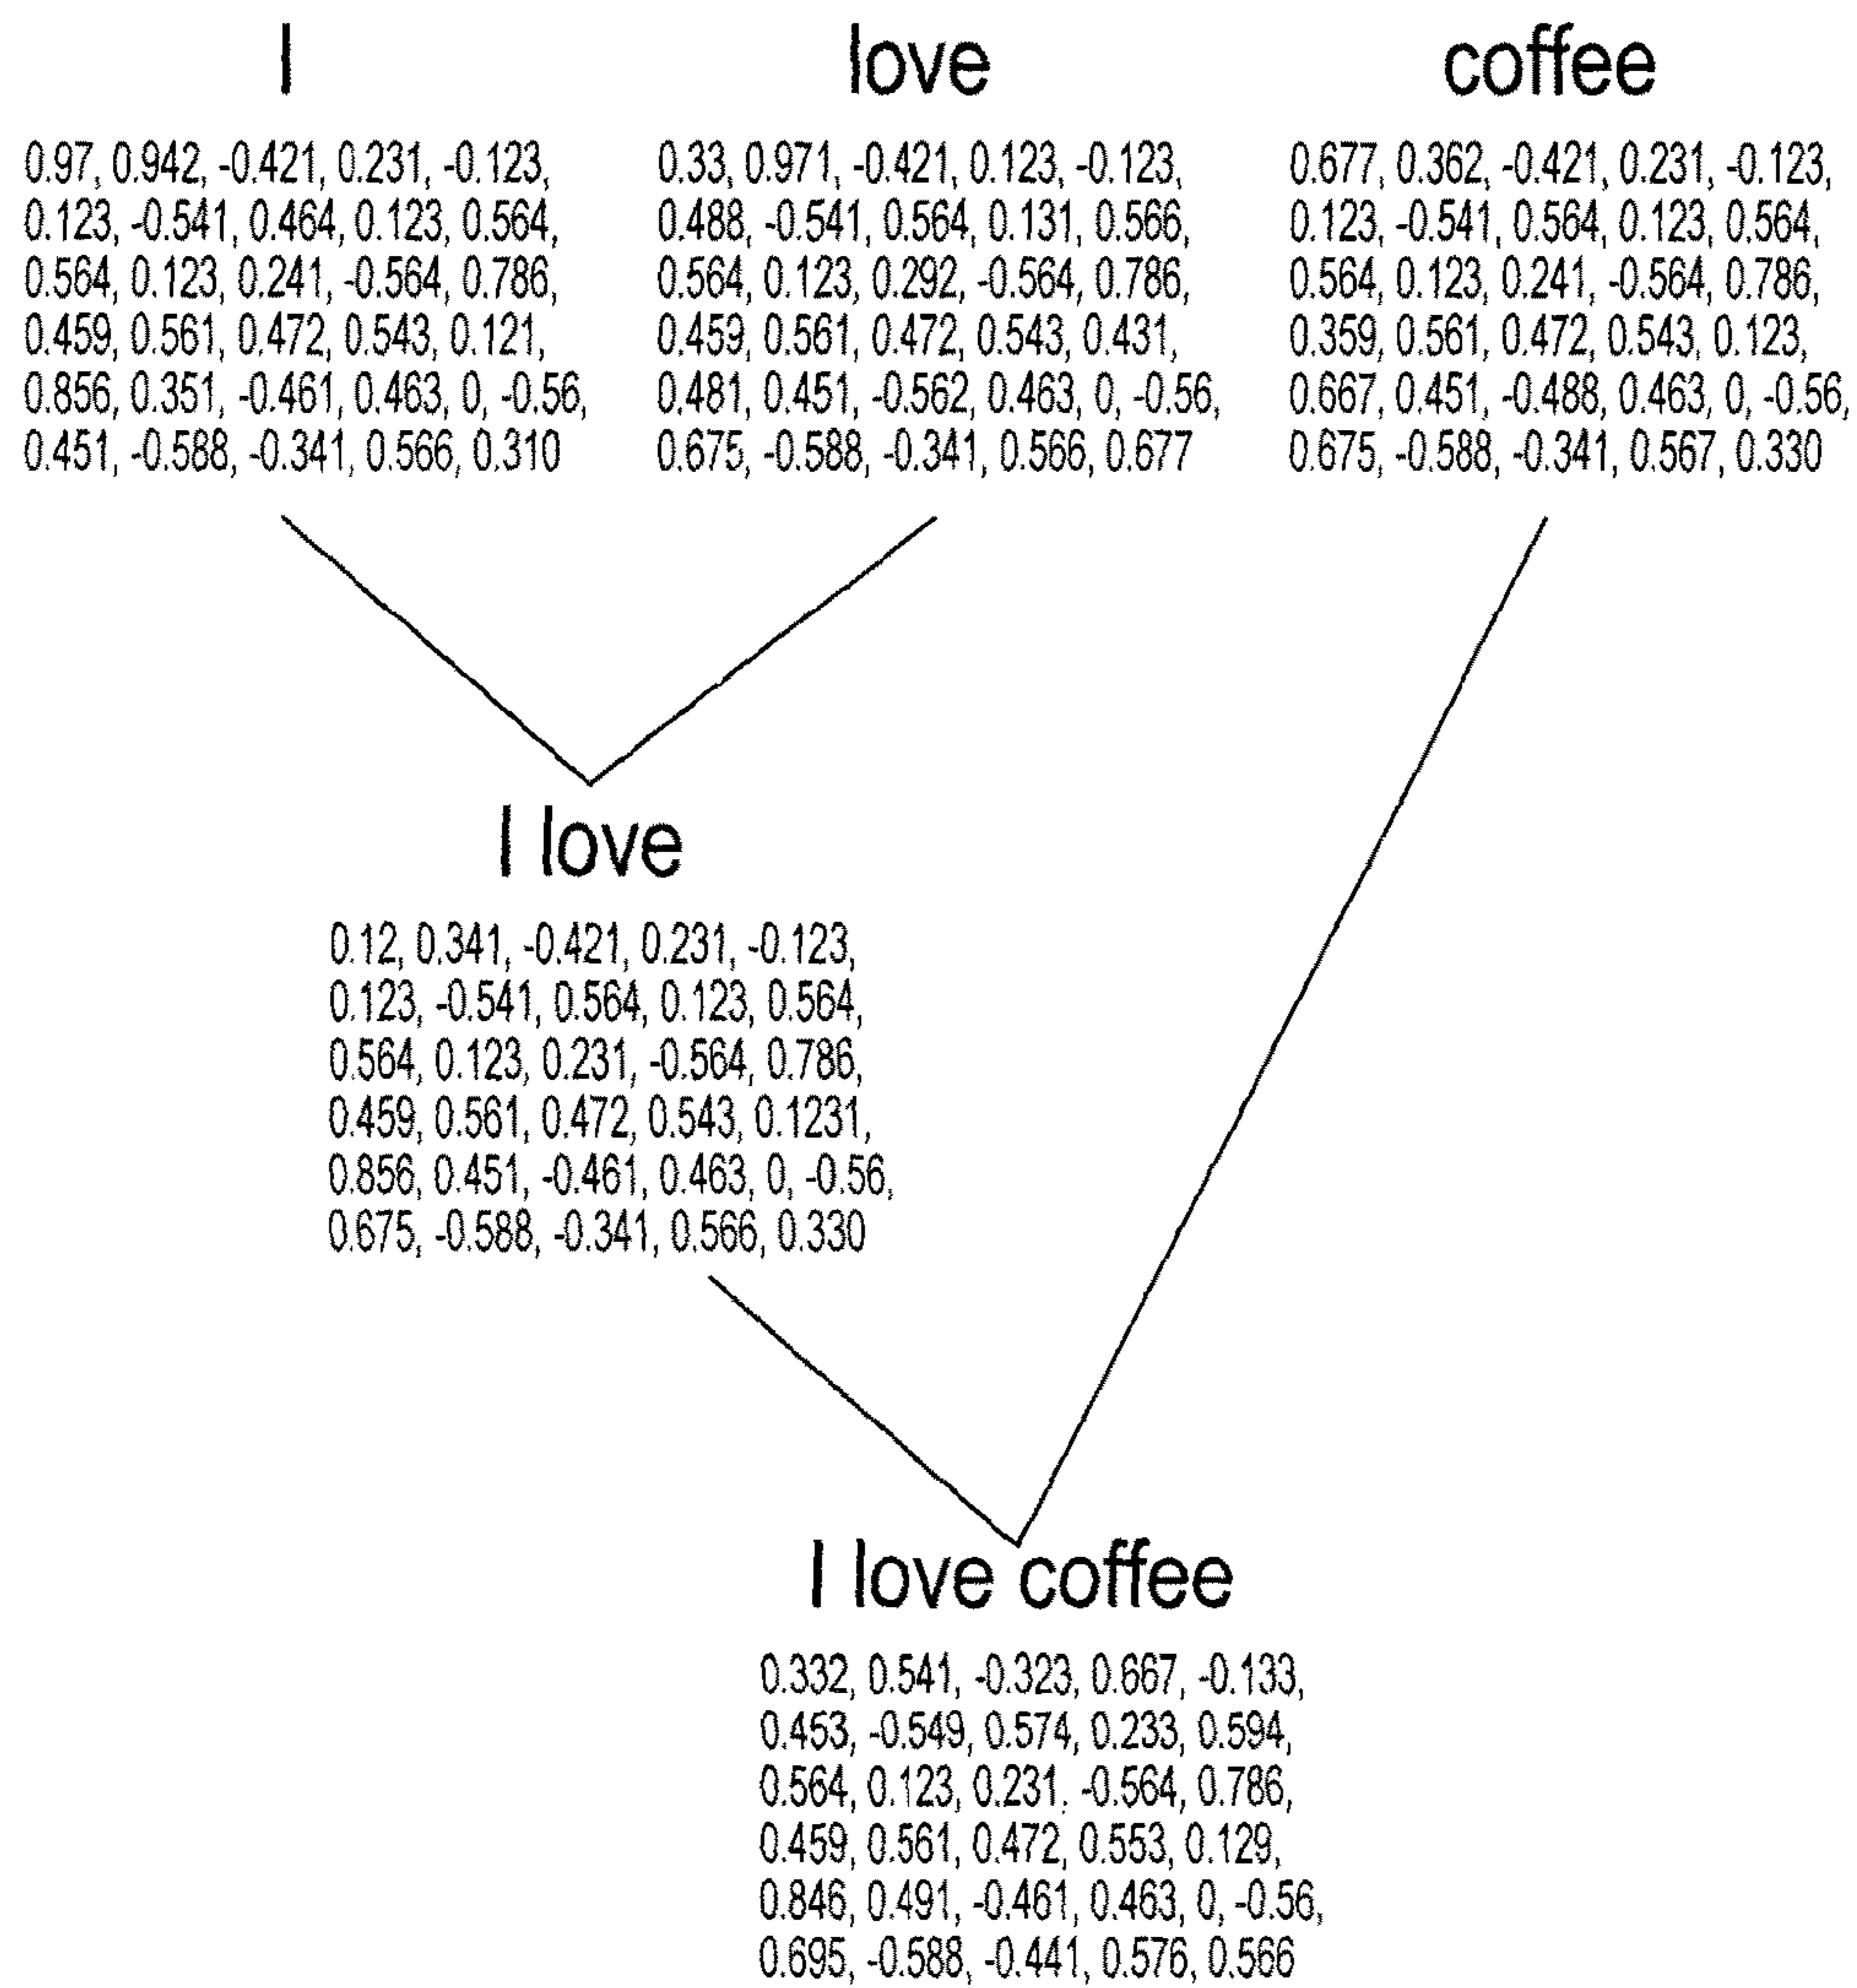 I
0.97, 0.942, -0.421, 0.231, -0.123,
0.123, -0.541, 0.464, 0.123, 0.564,
0.564, 0.123, 0.241, -0.564, 0.786,
0.459, 0.561, 0.472, 0.543, 0.121,
0.856, 0.351, -0.461, 0.463, 0, -0.56,
0.451, -0.588, -0.341, 0.566, 0.310
love
0.33, 0.971, -0.421, 0.123, -0.123,
0.488, -0.541, 0.564, 0.131, 0.566,
0.564, 0.123, 0.292, -0.564, 0.786,
0.459, 0.561, 0.472, 0.543, 0.431,
0.481, 0.451, -0.562, 0.463, 0, -0.56,
0.675, -0.588, -0.341, 0.566, 0.677
coffee
0.677, 0.362, -0.421, 0.231, -0.123,
0.123, -0.541, 0.564, 0.123, 0.564,
0.564, 0.123, 0.241, -0.564, 0.786,
0.359, 0.561, 0.472, 0.543, 0.123,
0.667, 0.451, -0.488, 0.463, 0, -0.56,
0.675, -0.588, -0.341, 0.567, 0.330
I love
0.12, 0.341, -0.421, 0.231, -0.123,
0.123, -0.541, 0.564, 0.123, 0.564,
0.564, 0.123, 0.231, -0.564, 0.786,
0.459, 0.561, 0.472, 0.543, 0.1231,
0.856, 0.451, -0.461, 0.463, 0, -0.56,
0.675, -0.588, -0.341, 0.566, 0.330
I love coffee
0.332, 0.541, -0.323, 0.667, -0.133,
0.453, -0.549, 0.574, 0.233, 0.594,
0.564, 0.123, 0.231, -0.564, 0.786,
0.459, 0.561, 0.472, 0.553, 0.129,
0.846, 0.491, -0.461, 0.463, 0, -0.56,
0.695, -0.588, -0.441, 0.576, 0.566